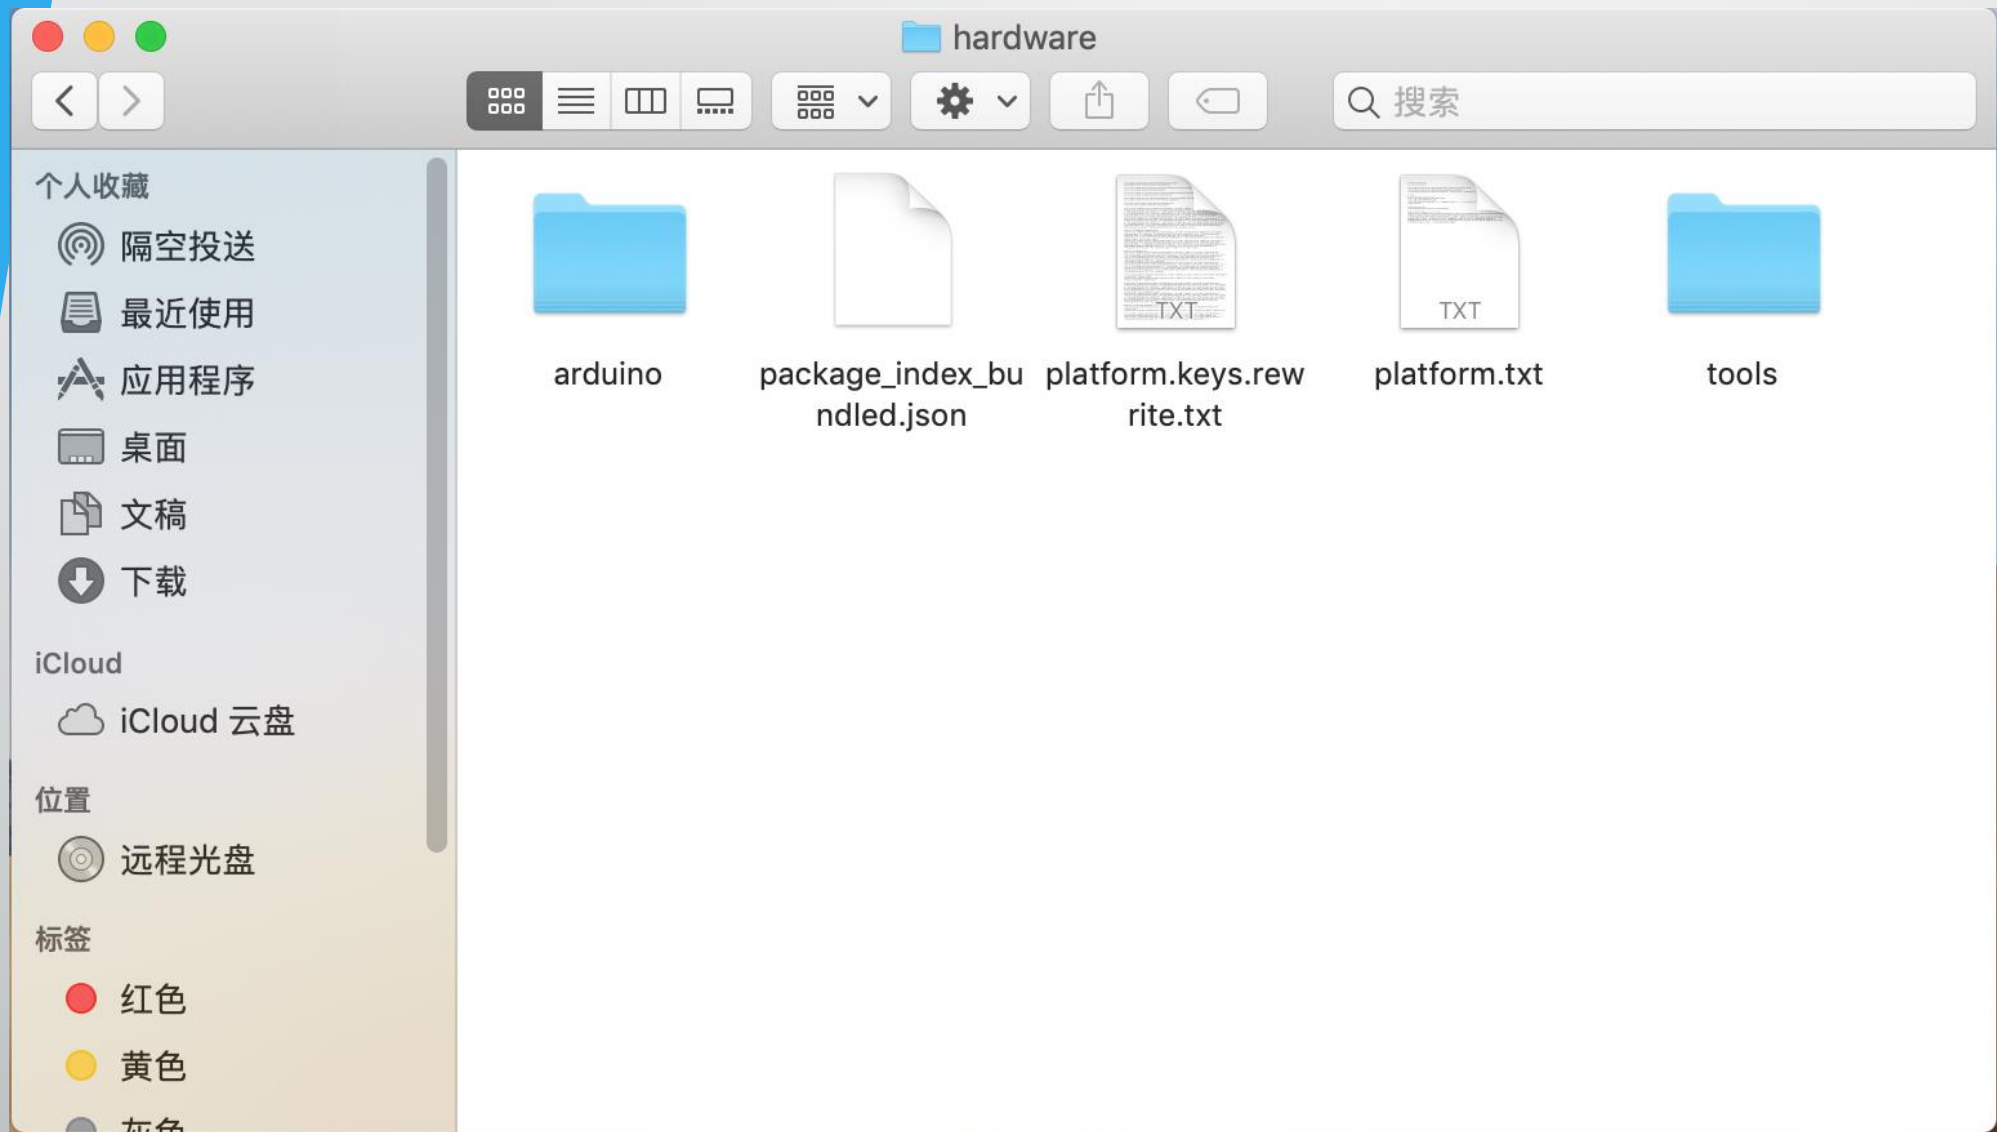 hardware
搜索
个人收藏
隔空投送
最近使用
应用程序
桌面
文稿
下载
iCloud
iCloud 云盘
位置
远程光盘
标签
红色
黄色
灰色
TXT
TXT
arduino
package_index_bu
ndled.json
platform.keys.rew
rite.txt
platform.txt
tools